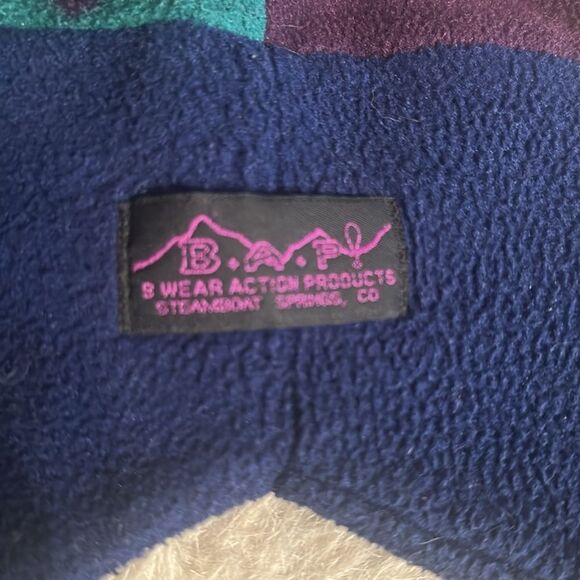 B.A.P!
B WEAR ACTION PRODUCTS
STEAMBOAT SPRINGS, CO